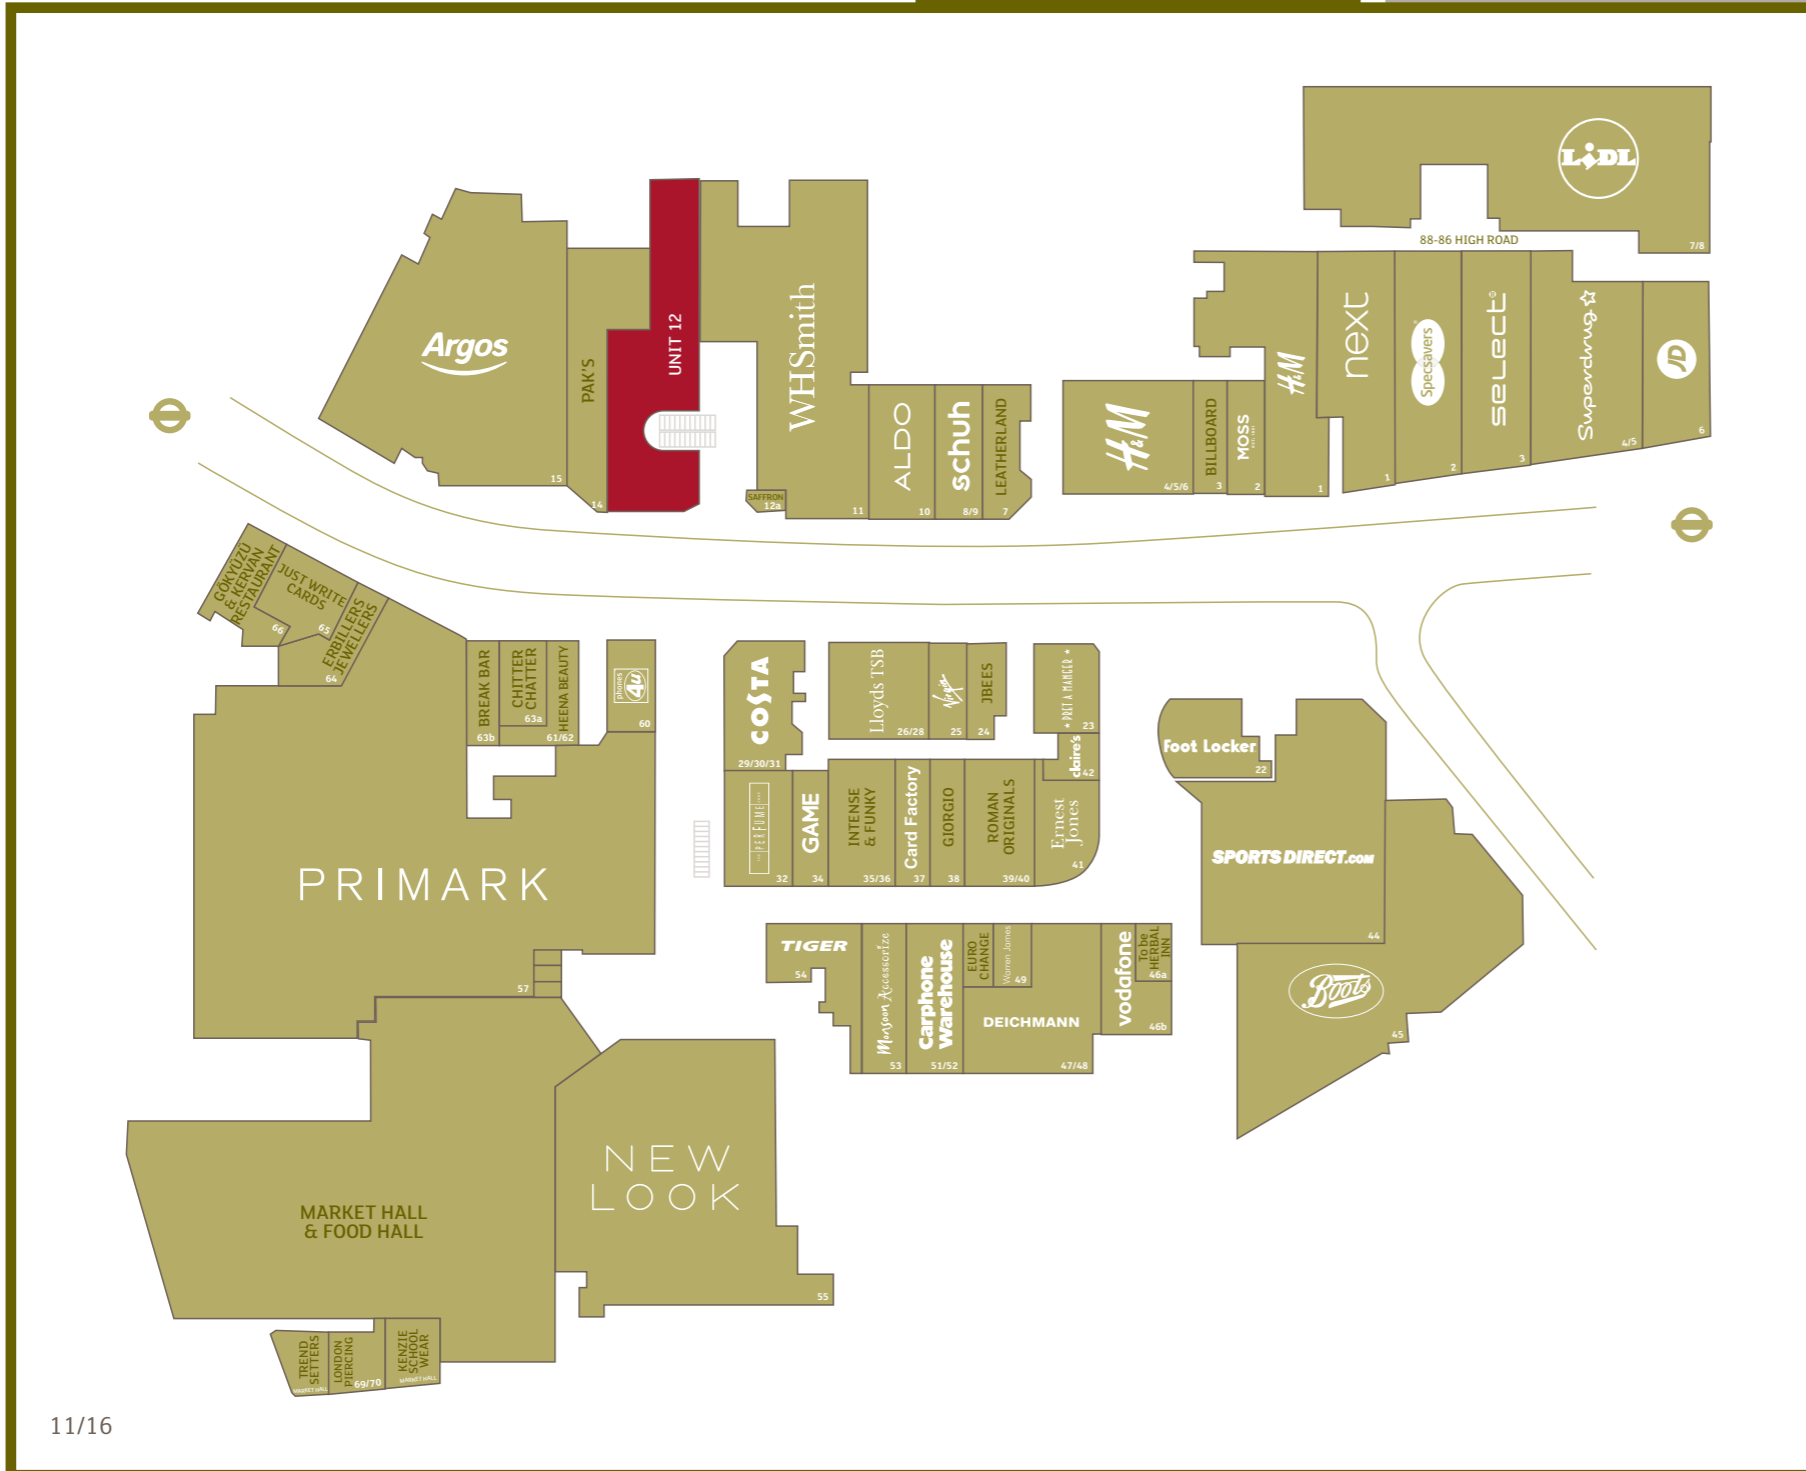 LIDL
7/8
88-86 HIGH ROAD
Argos
15
PAK'S
14
UNIT 12
WHSmith
11
SAFFRON
12a
ALDO
10
schuh
8/9
LEATHERLAND
7
H&M
4/5/6
BILLBOARD
3
MOSS
2
H&M
1
next
1
Specsavers
2
SELECT
3
Superdrug
4/5
JD
6
GÖKYÜZÜ
& KERVAN
RESTAURANT
66
JUST WRITE
CARDS
65
ERBILLERS
JEWELLERS
64
BREAK BAR
63b
CHITTER
CHATTER
63a
HEENA BEAUTY
61/62
phones
4u
60
COSTA
29/30/31
Lloyds TSB
26/28
Virgin
25
JBEES
24
★ PRET A MANGER ★
23
claire's
42
PERFUME
32
GAME
34
INTENSE
& FUNKY
35/36
Card Factory
37
GIORGIO
38
ROMAN
ORIGINALS
39/40
Ernest
Jones
41
Foot Locker
22
SPORTSDIRECT.COM
44
Boots
45
PRIMARK
57
TIGER
54
Monsoon Accessorize
53
Carphone
Warehouse
51/52
EURO
CHANGE
Warren James
49
DEICHMANN
47/48
vodafone
46b
To be
HERBAL
INN
46a
NEW
LOOK
55
MARKET HALL
& FOOD HALL
TREND
SETTERS
MARKET HALL
LONDON
PIERCING
69/70
KENZIE
SCHOOL
WEAR
MARKET HALL
11/16